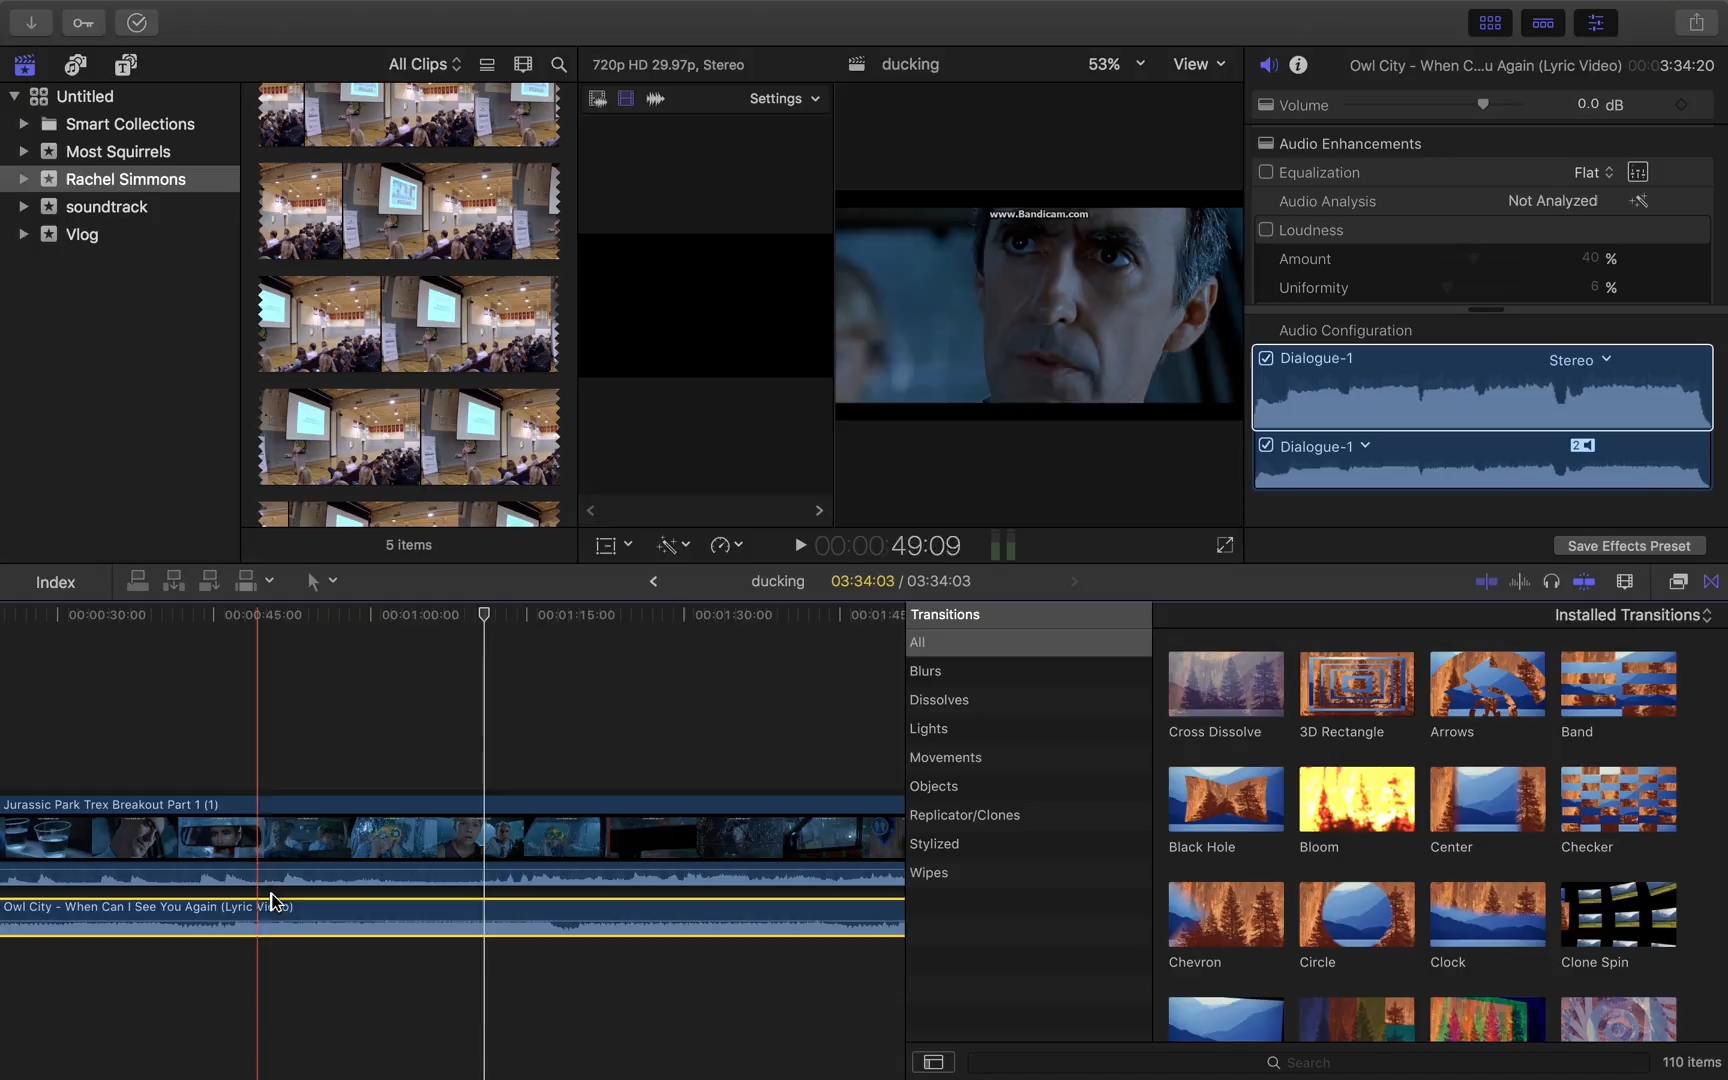 All Clips
720p HD 29.97p, Stereo
ducking
53%
View
Owl City - When C...u Again (Lyric Video)
00:03:34:20
Untitled
Smart Collections
Most Squirrels
Rachel Simmons
soundtrack
Vlog
5 items
Settings
www.Bandicam.com
Volume
0.0 dB
Audio Enhancements
Equalization
Flat
Audio Analysis
Not Analyzed
Loudness
Amount
40 %
Uniformity
6 %
Audio Configuration
Dialogue-1
Stereo
Dialogue-1
2
Save Effects Preset
00:00:49:09
Index
ducking
03:34:03 / 03:34:03
00:00:30:00
00:00:45:00
00:01:00:00
00:01:15:00
00:01:30:00
00:01:45
Jurassic Park Trex Breakout Part 1 (1)
Owl City - When Can I See You Again (Lyric Video)
Transitions
All
Blurs
Dissolves
Lights
Movements
Objects
Replicator/Clones
Stylized
Wipes
Installed Transitions
Cross Dissolve
3D Rectangle
Arrows
Band
Black Hole
Bloom
Center
Checker
Chevron
Circle
Clock
Clone Spin
Search
110 items